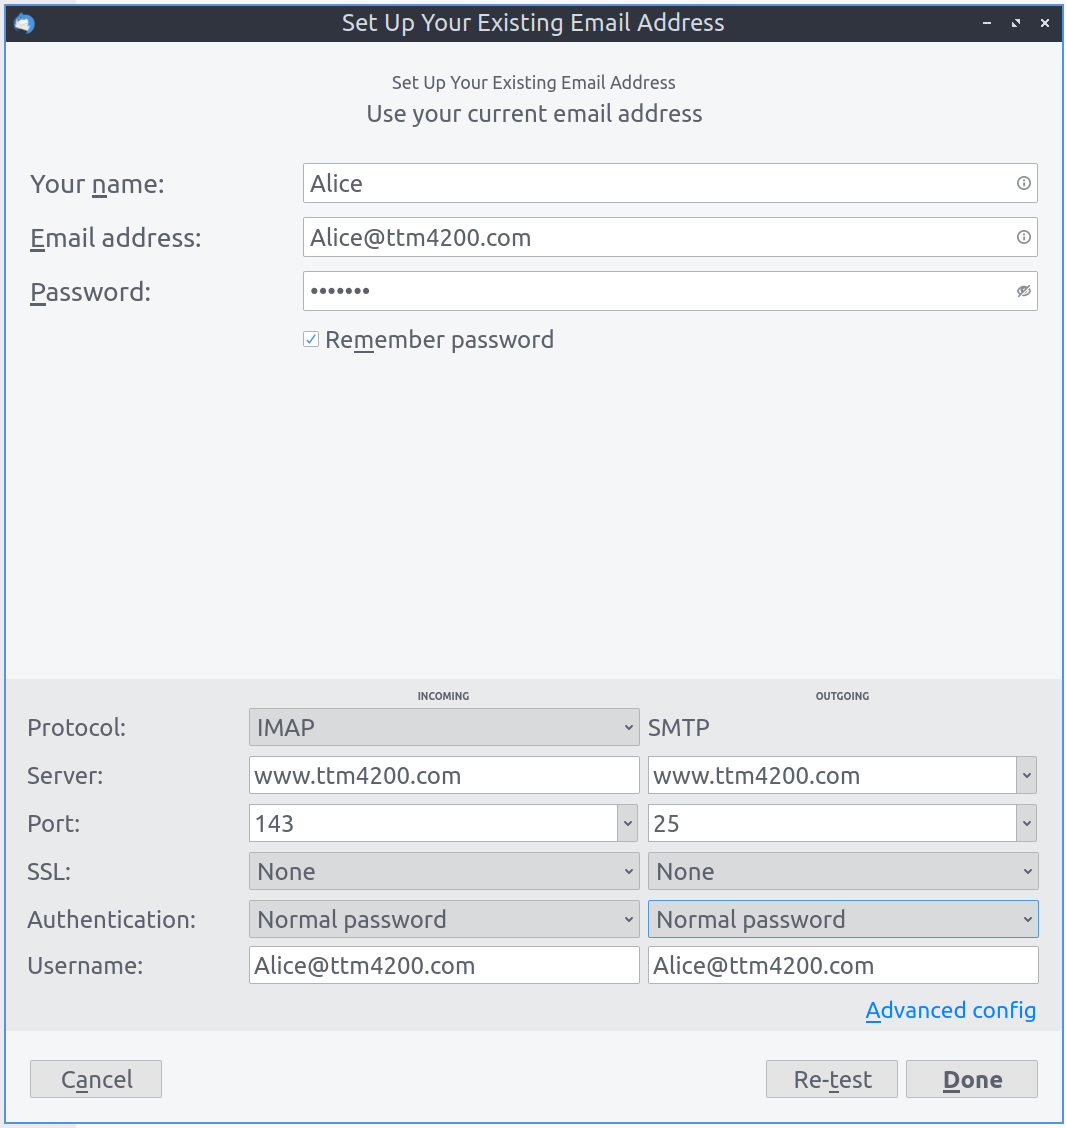 Set Up Your Existing Email Address
Set Up Your Existing Email Address
Use your current email address
Your name: Alice
Email address: Alice@ttm4200.com
Password: •••••••
Remember password
INCOMING OUTGOING
Protocol: IMAP SMTP
Server: www.ttm4200.com www.ttm4200.com
Port: 143 25
SSL: None None
Authentication: Normal password Normal password
Username: Alice@ttm4200.com Alice@ttm4200.com
Advanced config
Cancel Re-test Done